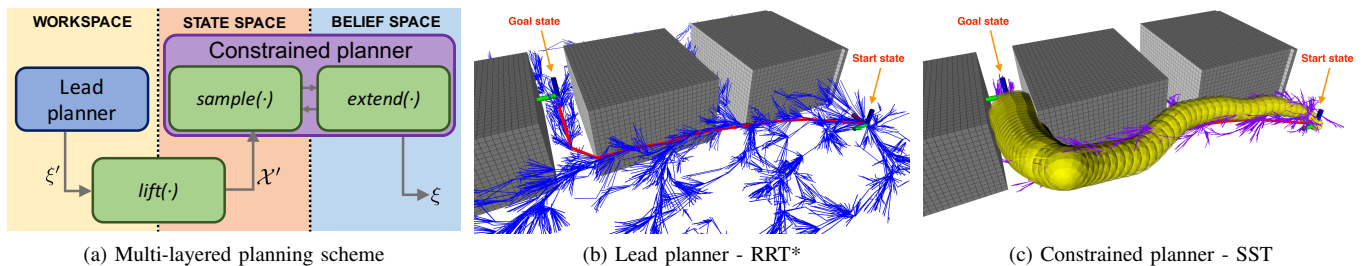 WORKSPACE
STATE SPACE
BELIEF SPACE
Constrained planner
Lead
planner
sample(·)
extend(·)
ξ′
lift(·)
𝒳′
ξ
(a) Multi-layered planning scheme
Goal state
Start state
(b) Lead planner - RRT*
Goal state
Start state
(c) Constrained planner - SST